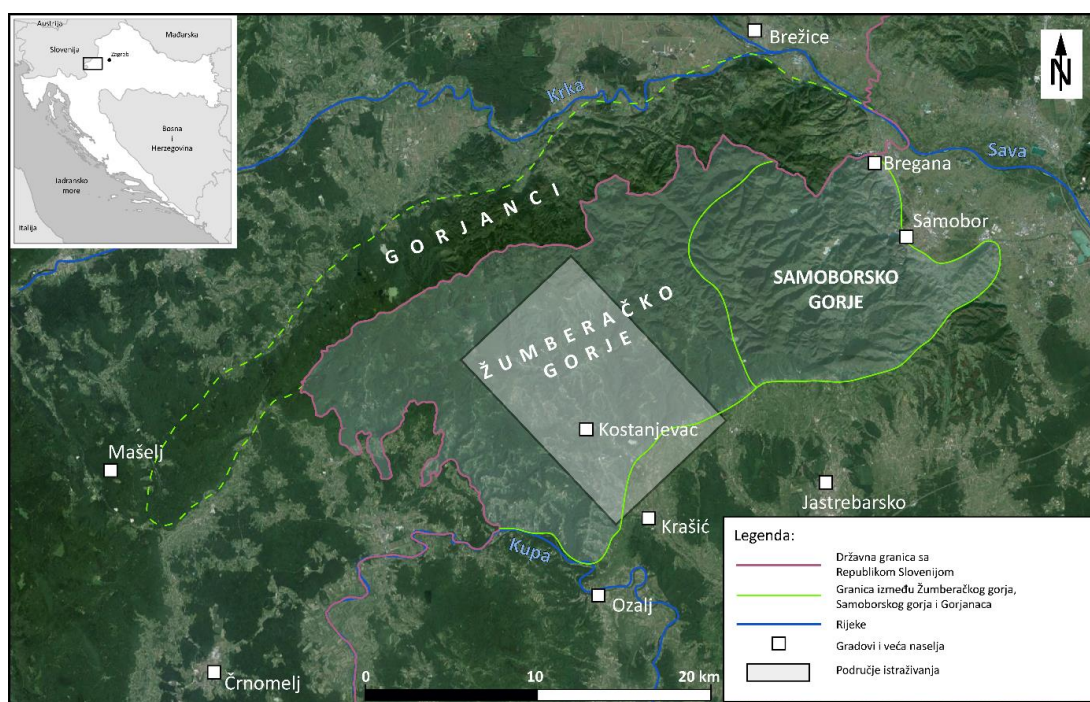 Austrija
Mađarska
Slovenija
Zagreb
Bosna
i
Herzegovina
Jadransko
more
Italija
N
Brežice
Krka
Sava
Bregana
Samobor
GORJANCI
SAMOBORSKO
GORJE
ŽUMBERAČKO
GORJE
Kostanjevac
Mašelj
Jastrebarsko
Krašić
Kupa
Ozalj
Črnomelj
0 10 20 km
Legenda:
Državna granica sa
Republikom Slovenijom
Granica između Žumberačkog gorja,
Samoborskog gorja i Gorjanaca
Rijeke
Gradovi i veća naselja
Područje istraživanja